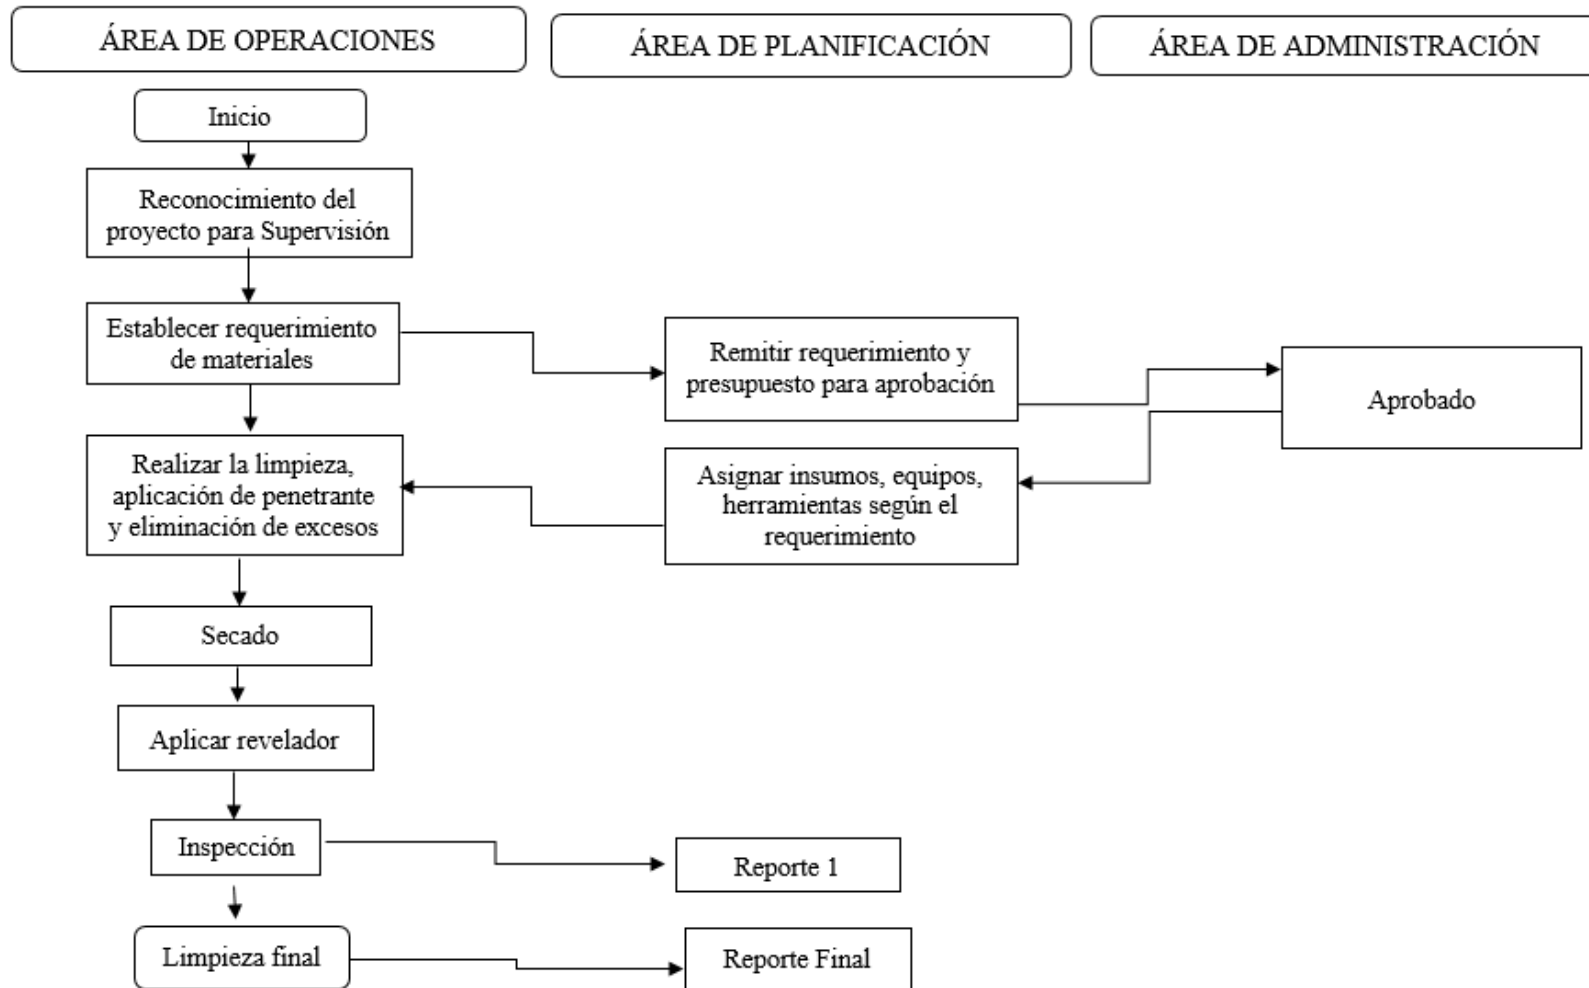 ÁREA DE OPERACIONES
ÁREA DE PLANIFICACIÓN
ÁREA DE ADMINISTRACIÓN
Inicio
Reconocimiento del
proyecto para Supervisión
Establecer requerimiento
de materiales
Remitir requerimiento y
presupuesto para aprobación
Aprobado
Realizar la limpieza,
aplicación de penetrante
y eliminación de excesos
Asignar insumos, equipos,
herramientas según el
requerimiento
Secado
Aplicar revelador
Inspección
Reporte 1
Limpieza final
Reporte Final